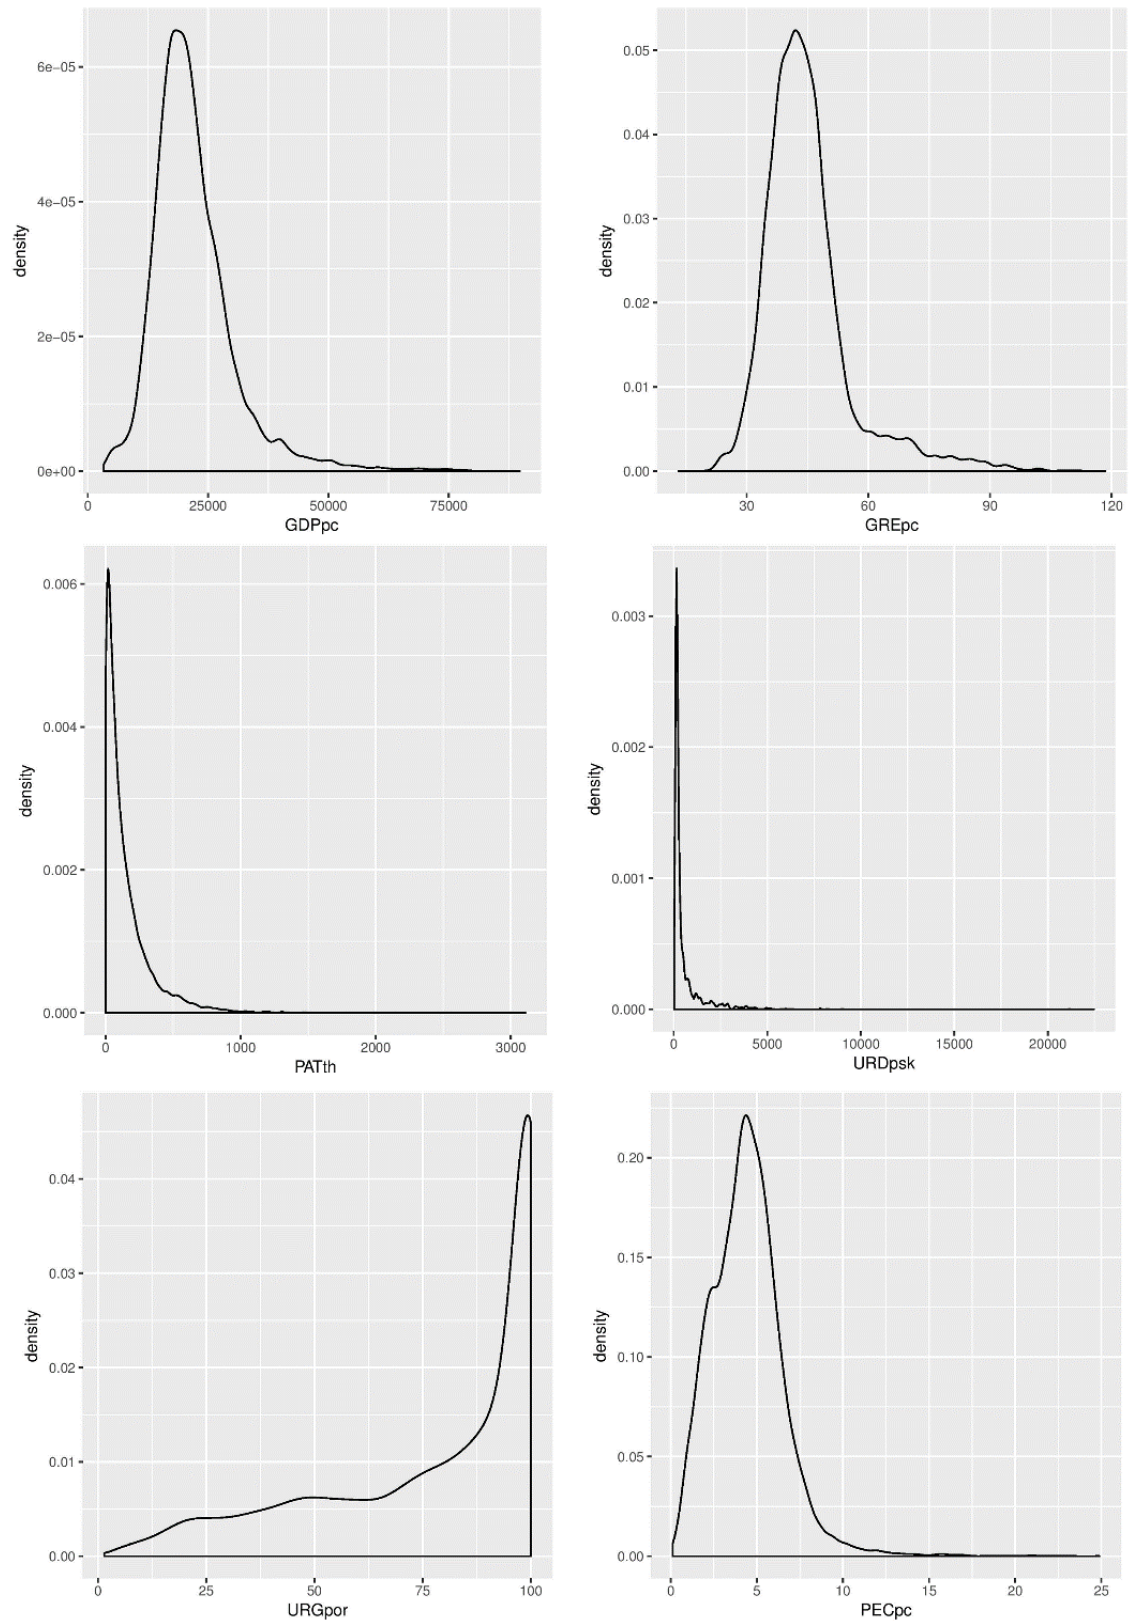 density
6e−05
4e−05
2e−05
0e+00
0 25000 50000 75000
GDPpc
density
0.05
0.04
0.03
0.02
0.01
0.00
30 60 90 120
GREpc
density
0.006
0.004
0.002
0.000
0 1000 2000 3000
PATth
density
0.003
0.002
0.001
0.000
0 5000 10000 15000 20000
URDpsk
density
0.04
0.03
0.02
0.01
0.00
0 25 50 75 100
URGpor
density
0.20
0.15
0.10
0.05
0.00
0 5 10 15 20 25
PECpc